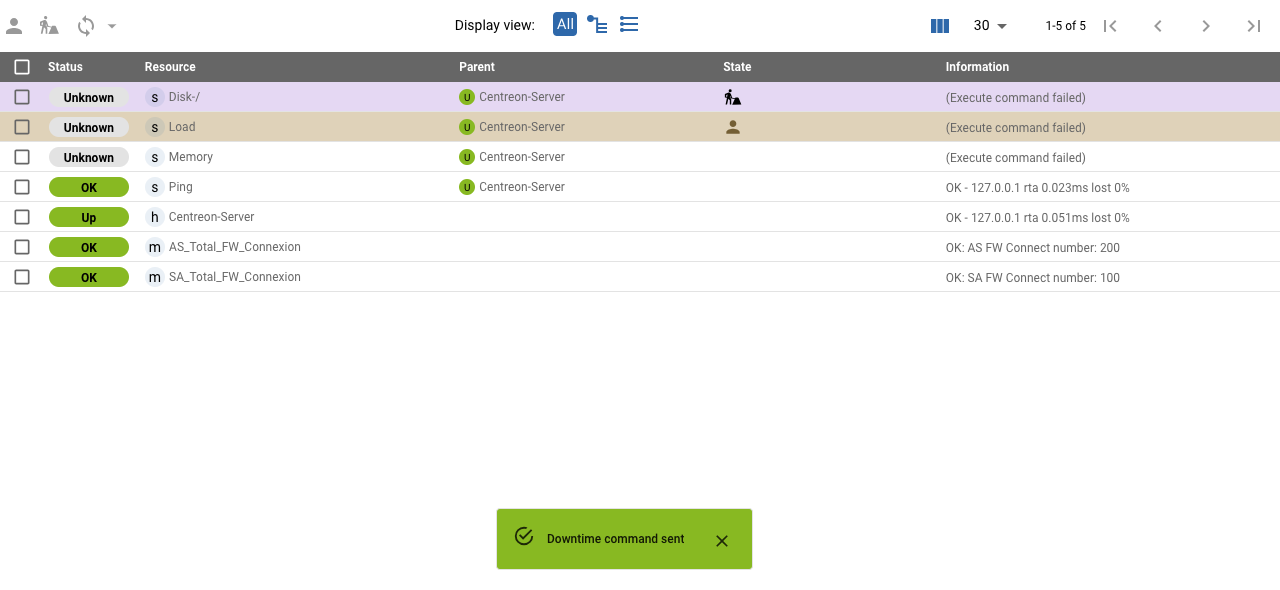 Display view: All 30 1-5 of 5
Status Resource Parent State Information
Unknown s Disk-/ U Centreon-Server (Execute command failed)
Unknown s Load U Centreon-Server (Execute command failed)
Unknown s Memory U Centreon-Server (Execute command failed)
OK s Ping U Centreon-Server OK - 127.0.0.1 rta 0.023ms lost 0%
Up h Centreon-Server OK - 127.0.0.1 rta 0.051ms lost 0%
OK m AS_Total_FW_Connexion OK: AS FW Connect number: 200
OK m SA_Total_FW_Connexion OK: SA FW Connect number: 100
Downtime command sent